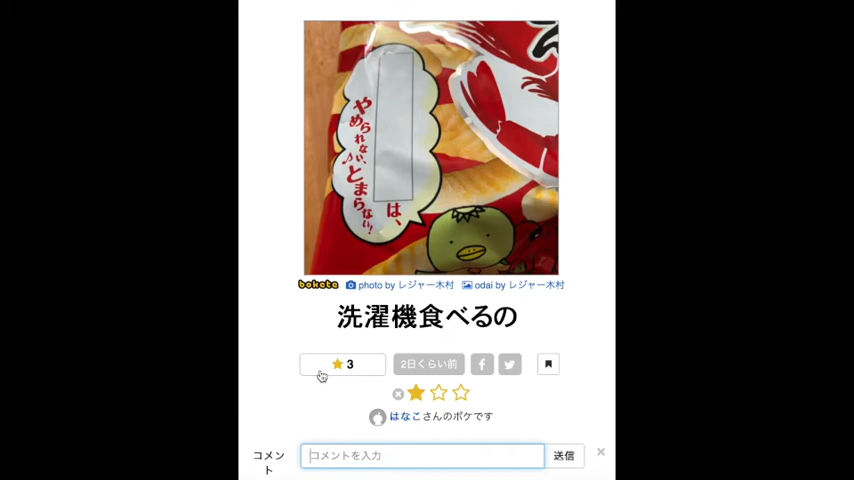 やめられない、♪とまらない!
は、
bokete photo by レジャー木村 odai by レジャー木村
洗濯機食べるの
3 2日くらい前
はなこさんのボケです
コメント コメントを入力 送信